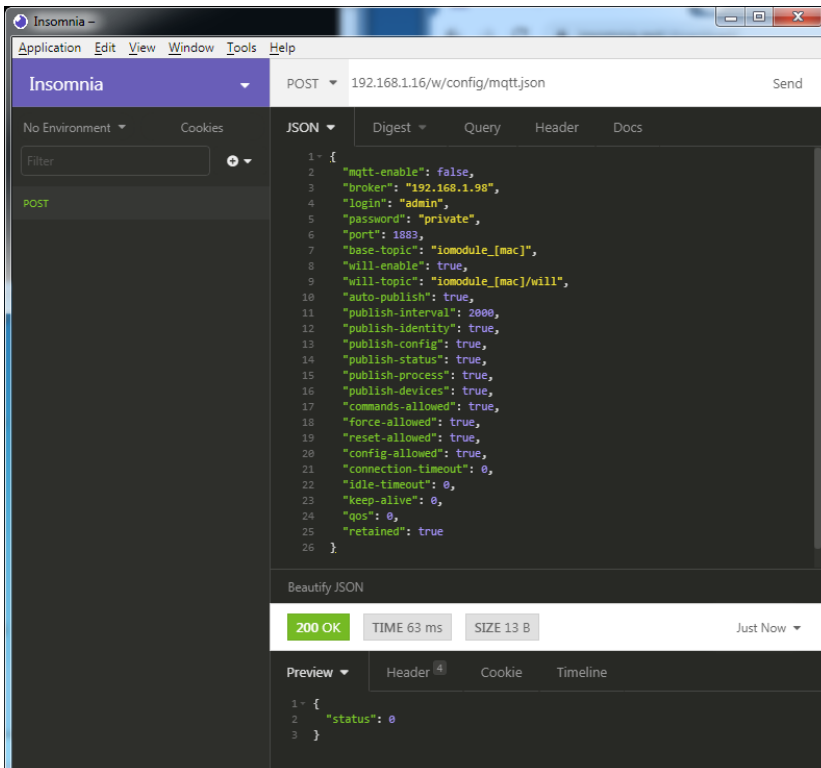 Insomnia –
Application Edit View Window Tools Help
Insomnia
POST 192.168.1.16/w/config/mqtt.json Send
No Environment Cookies
JSON Digest Query Header Docs
Filter
POST
1 {
2 "mqtt-enable": false,
3 "broker": "192.168.1.98",
4 "login": "admin",
5 "password": "private",
6 "port": 1883,
7 "base-topic": "iomodule_[mac]",
8 "will-enable": true,
9 "will-topic": "iomodule_[mac]/will",
10 "auto-publish": true,
11 "publish-interval": 2000,
12 "publish-identity": true,
13 "publish-config": true,
14 "publish-status": true,
15 "publish-process": true,
16 "publish-devices": true,
17 "commands-allowed": true,
18 "force-allowed": true,
19 "reset-allowed": true,
20 "config-allowed": true,
21 "connection-timeout": 0,
22 "idle-timeout": 0,
23 "keep-alive": 0,
24 "qos": 0,
25 "retained": true
26 }
Beautify JSON
200 OK TIME 63 ms SIZE 13 B Just Now
Preview Header 4 Cookie Timeline
1 {
2 "status": 0
3 }